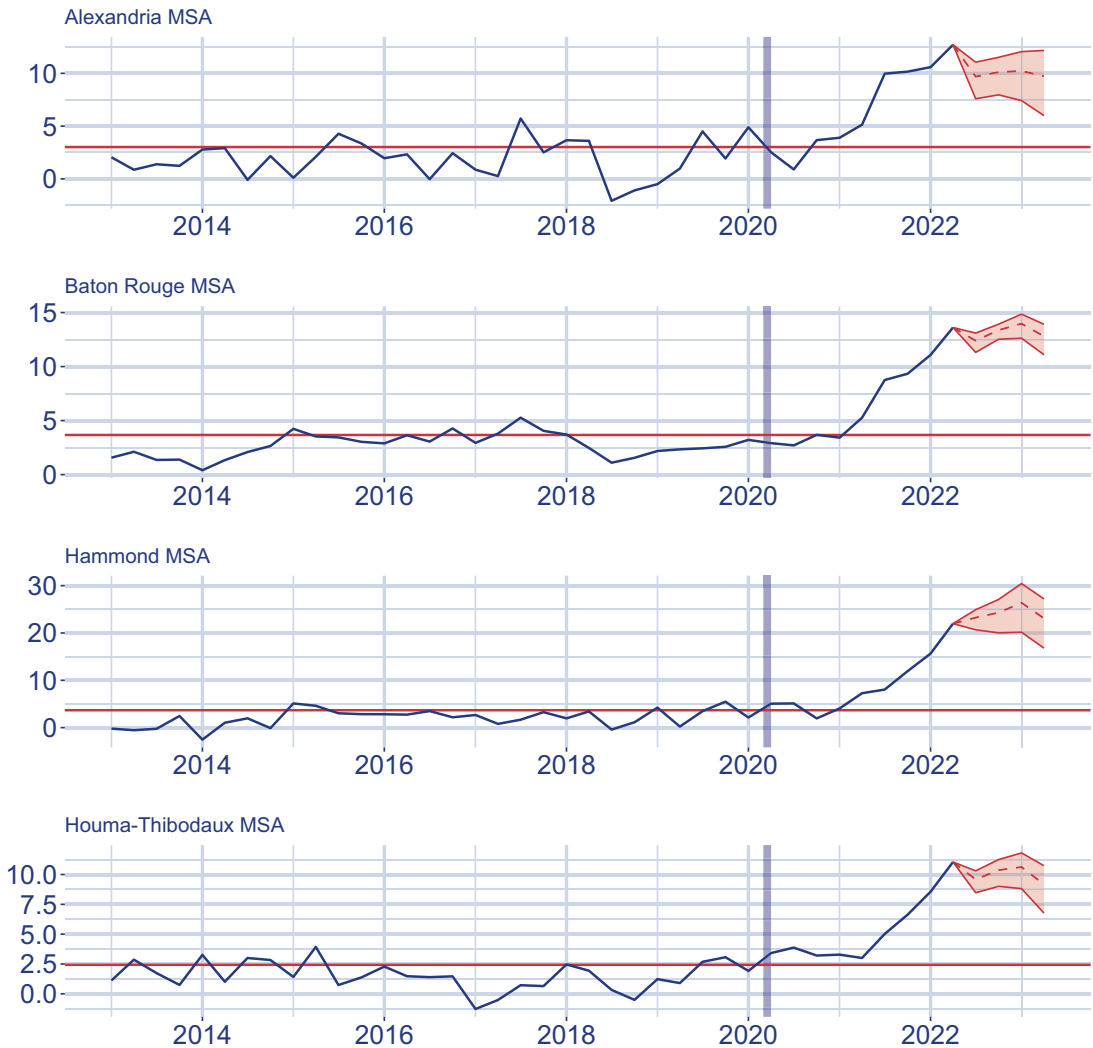 Alexandria MSA
10
5
0
2014 2016 2018 2020 2022
Baton Rouge MSA
15
10
5
0
2014 2016 2018 2020 2022
Hammond MSA
30
20
10
0
2014 2016 2018 2020 2022
Houma-Thibodaux MSA
10.0
7.5
5.0
2.5
0.0
2014 2016 2018 2020 2022